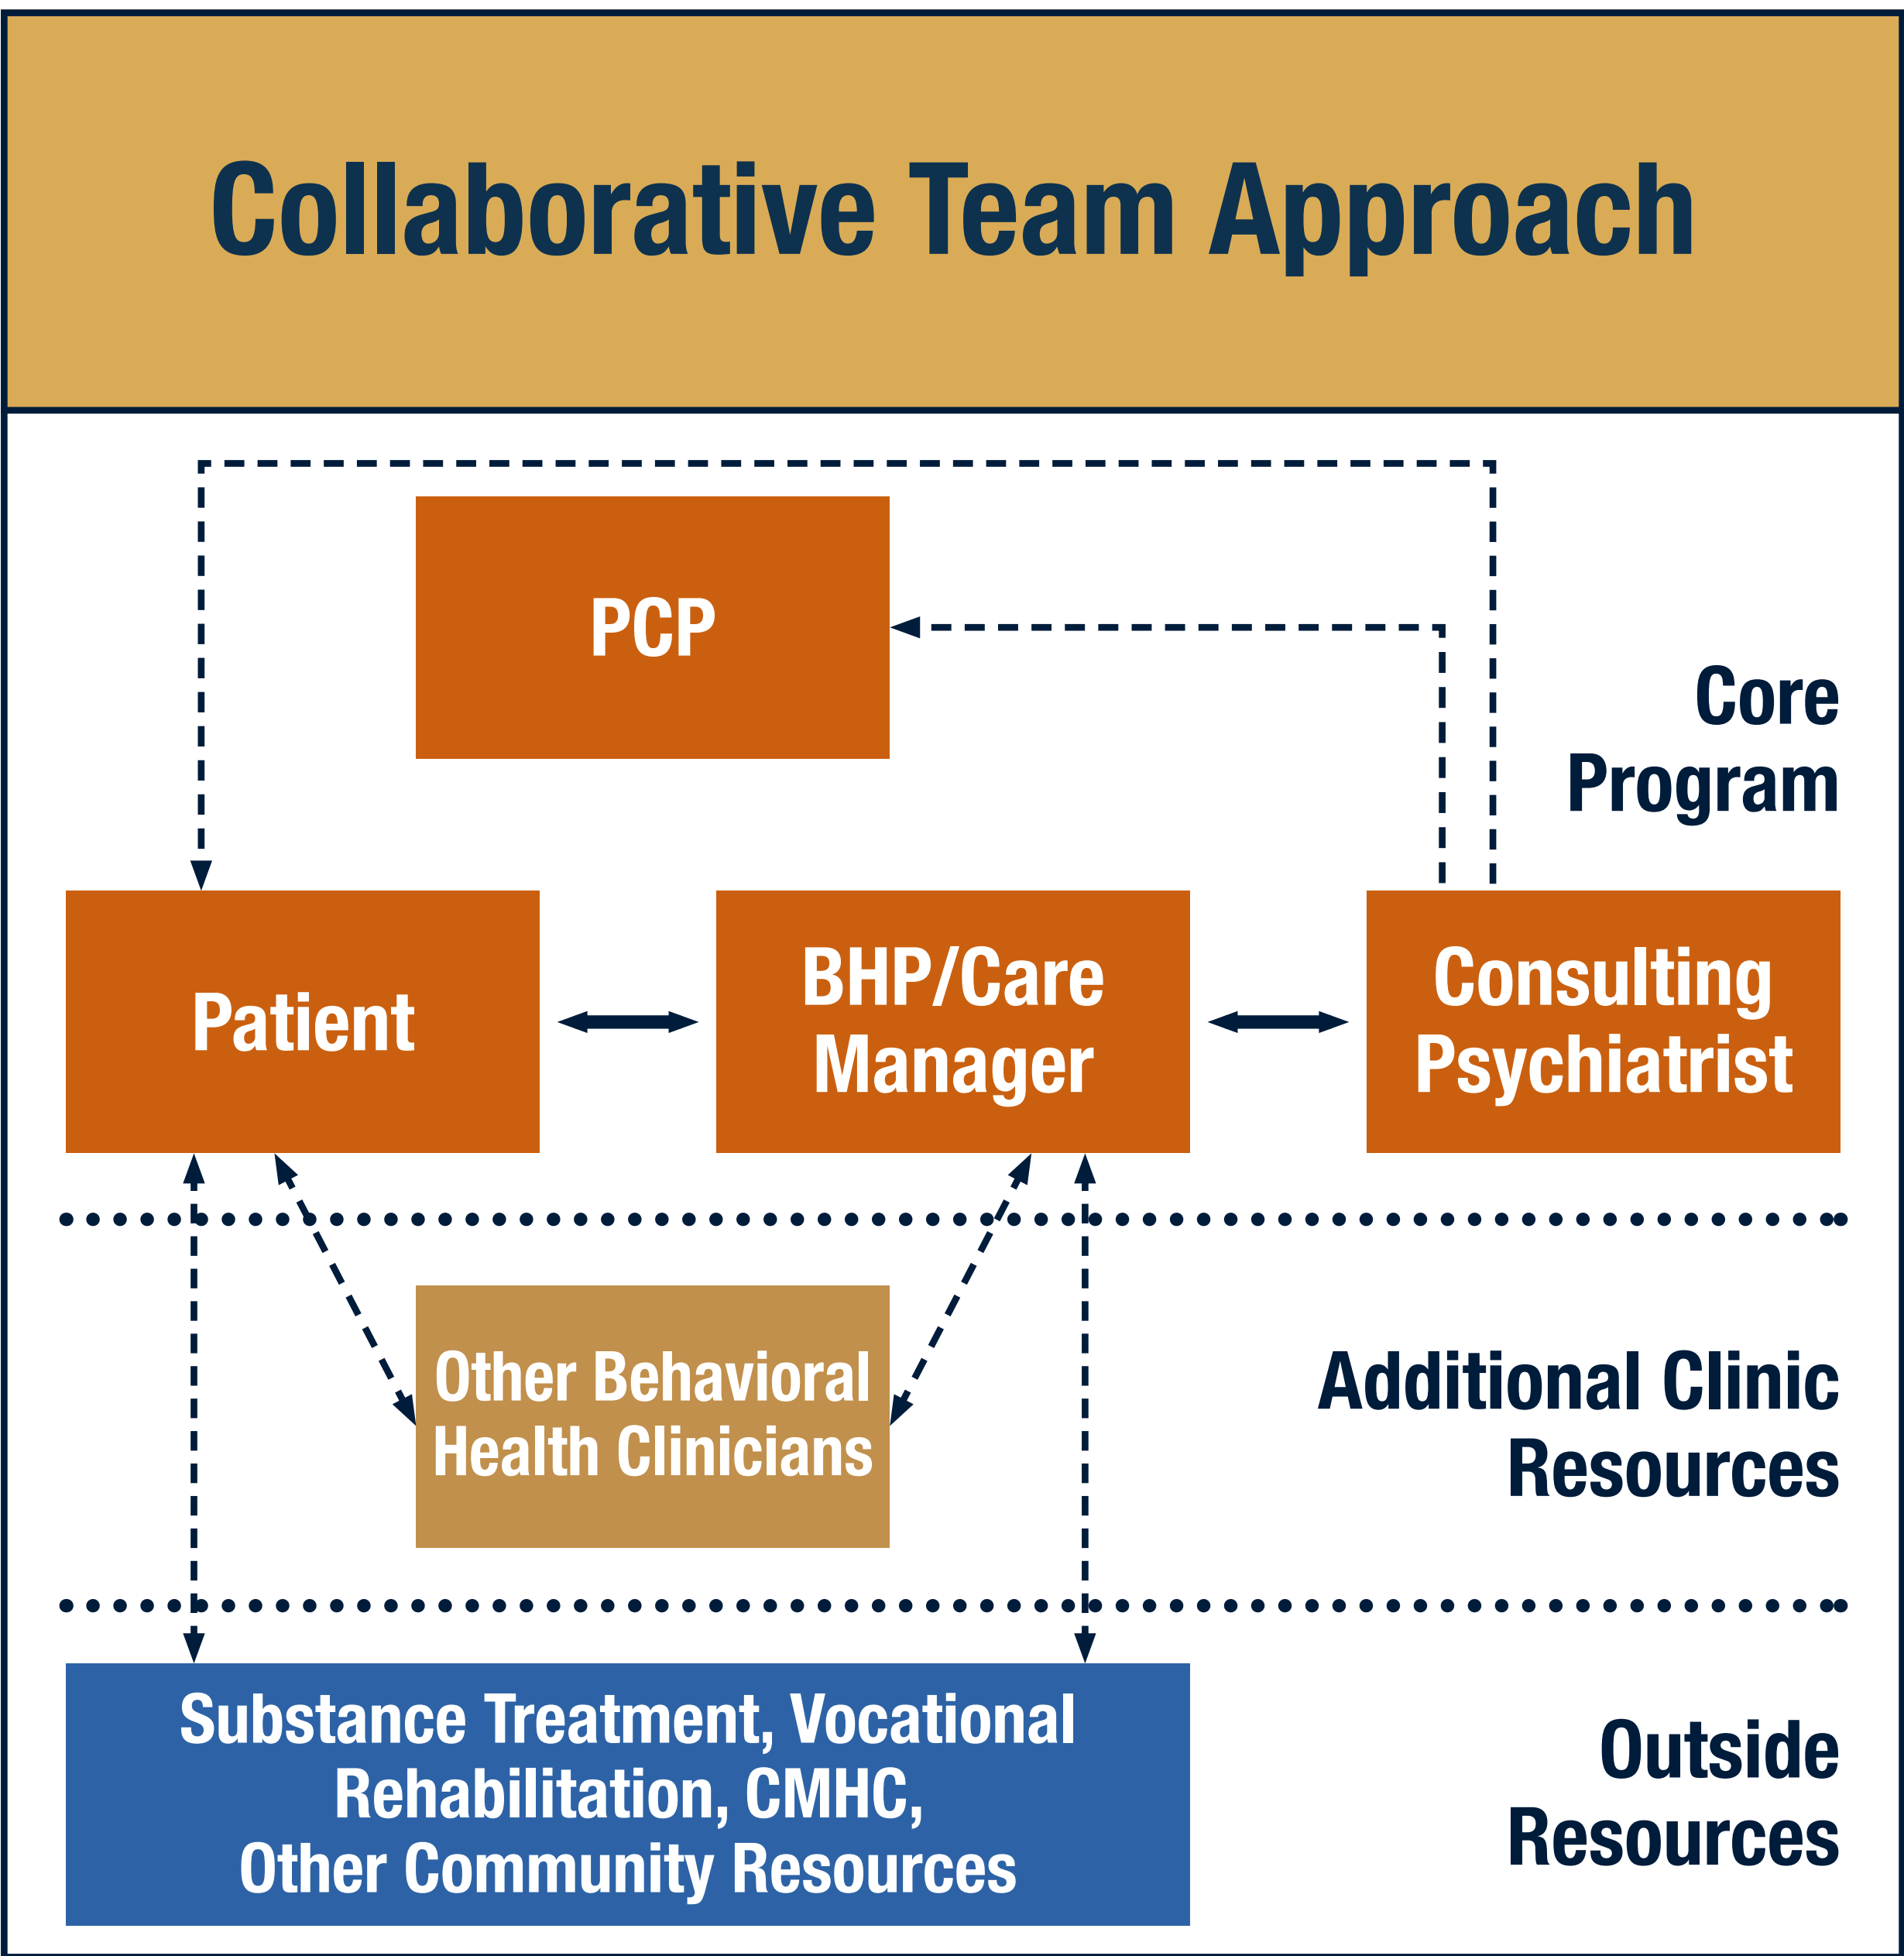 Collaborative Team Approach
PCP
Core
Program
Patient
BHP/Care
Manager
Consulting
Psychiatrist
Other Behavioral
Health Clinicians
Additional Clinic
Resources
Substance Treatment, Vocational
Rehabilitation, CMHC,
Other Community Resources
Outside
Resources